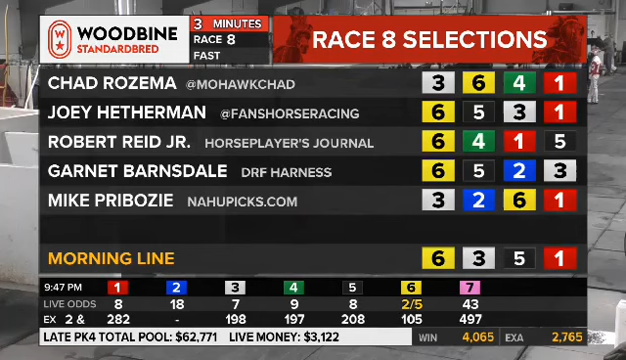 WOODBINE
STANDARDBRED
3 MINUTES
RACE 8
FAST
RACE 8 SELECTIONS
CHAD ROZEMA @MOHAWKCHAD 3 6 4 1
JOEY HETHERMAN @FANSHORSERACING 6 5 3 1
ROBERT REID JR. HORSEPLAYER'S JOURNAL 6 4 1 5
GARNET BARNSDALE DRF HARNESS 6 5 2 3
MIKE PRIBOZIE NAHUPICKS.COM 3 2 6 1
MORNING LINE 6 3 5 1
9:47 PM 1 2 3 4 5 6 7
LIVE ODDS 8 18 7 9 8 2/5 43
EX 2 & 282 - 198 197 208 105 497
LATE PK4 TOTAL POOL: $62,771 LIVE MONEY: $3,122 WIN 4,065 EXA 2,765